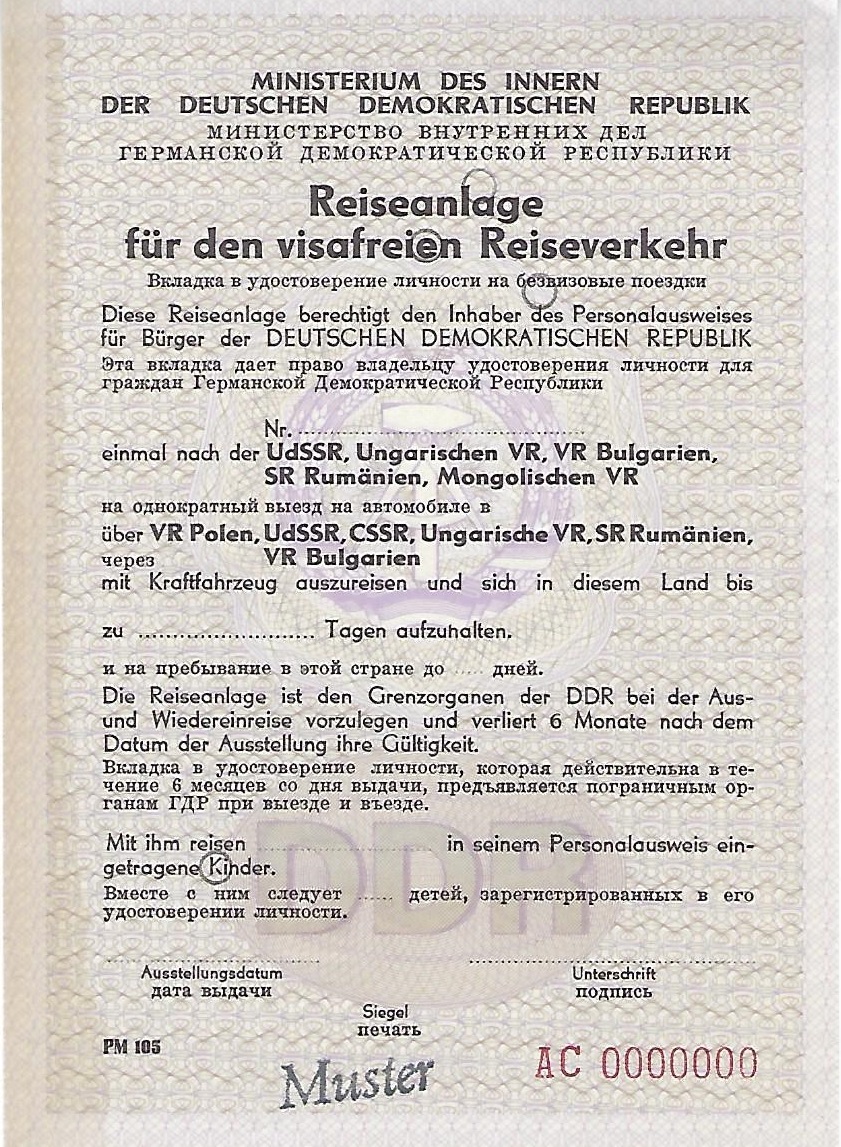 MINISTERIUM DES INNERN
DER DEUTSCHEN DEMOKRATISCHEN REPUBLIK
МИНИСТЕРСТВО ВНУТРЕННИХ ДЕЛ
ГЕРМАНСКОЙ ДЕМОКРАТИЧЕСКОЙ РЕСПУБЛИКИ
Reiseanlage
für den visafreien Reiseverkehr
Вкладка в удостоверение личности на безвизовые поездки
Diese Reiseanlage berechtigt den Inhaber des Personalausweises
für Bürger der DEUTSCHEN DEMOKRATISCHEN REPUBLIK
Эта вкладка дает право владельцу удостоверения личности для
граждан Германской Демократической Республики
Nr. ..........................................
einmal nach der UdSSR, Ungarischen VR, VR Bulgarien,
SR Rumänien, Mongolischen VR
на однократный выезд на автомобиле в
über VR Polen, UdSSR, CSSR, Ungarische VR, SR Rumänien,
через VR Bulgarien
mit Kraftfahrzeug auszureisen und sich in diesem Land bis
zu .......................... Tagen aufzuhalten.
и на пребывание в этой стране до ..... дней.
Die Reiseanlage ist den Grenzorganen der DDR bei der Aus-
und Wiedereinreise vorzulegen und verliert 6 Monate nach dem
Datum der Ausstellung ihre Gültigkeit.
Вкладка в удостоверение личности, которая действительна в те-
чение 6 месяцев со дня выдачи, предъявляется пограничным ор-
ганам ГДР при выезде и въезде.
Mit ihm reisen .......................... in seinem Personalausweis ein-
getragene Kinder.
Вместе с ним следует ...... детей, зарегистрированных в его
удостоверении личности.
DDR
Ausstellungsdatum Unterschrift
дата выдачи подпись
Siegel
печать
PM 105
Muster
AC 0000000